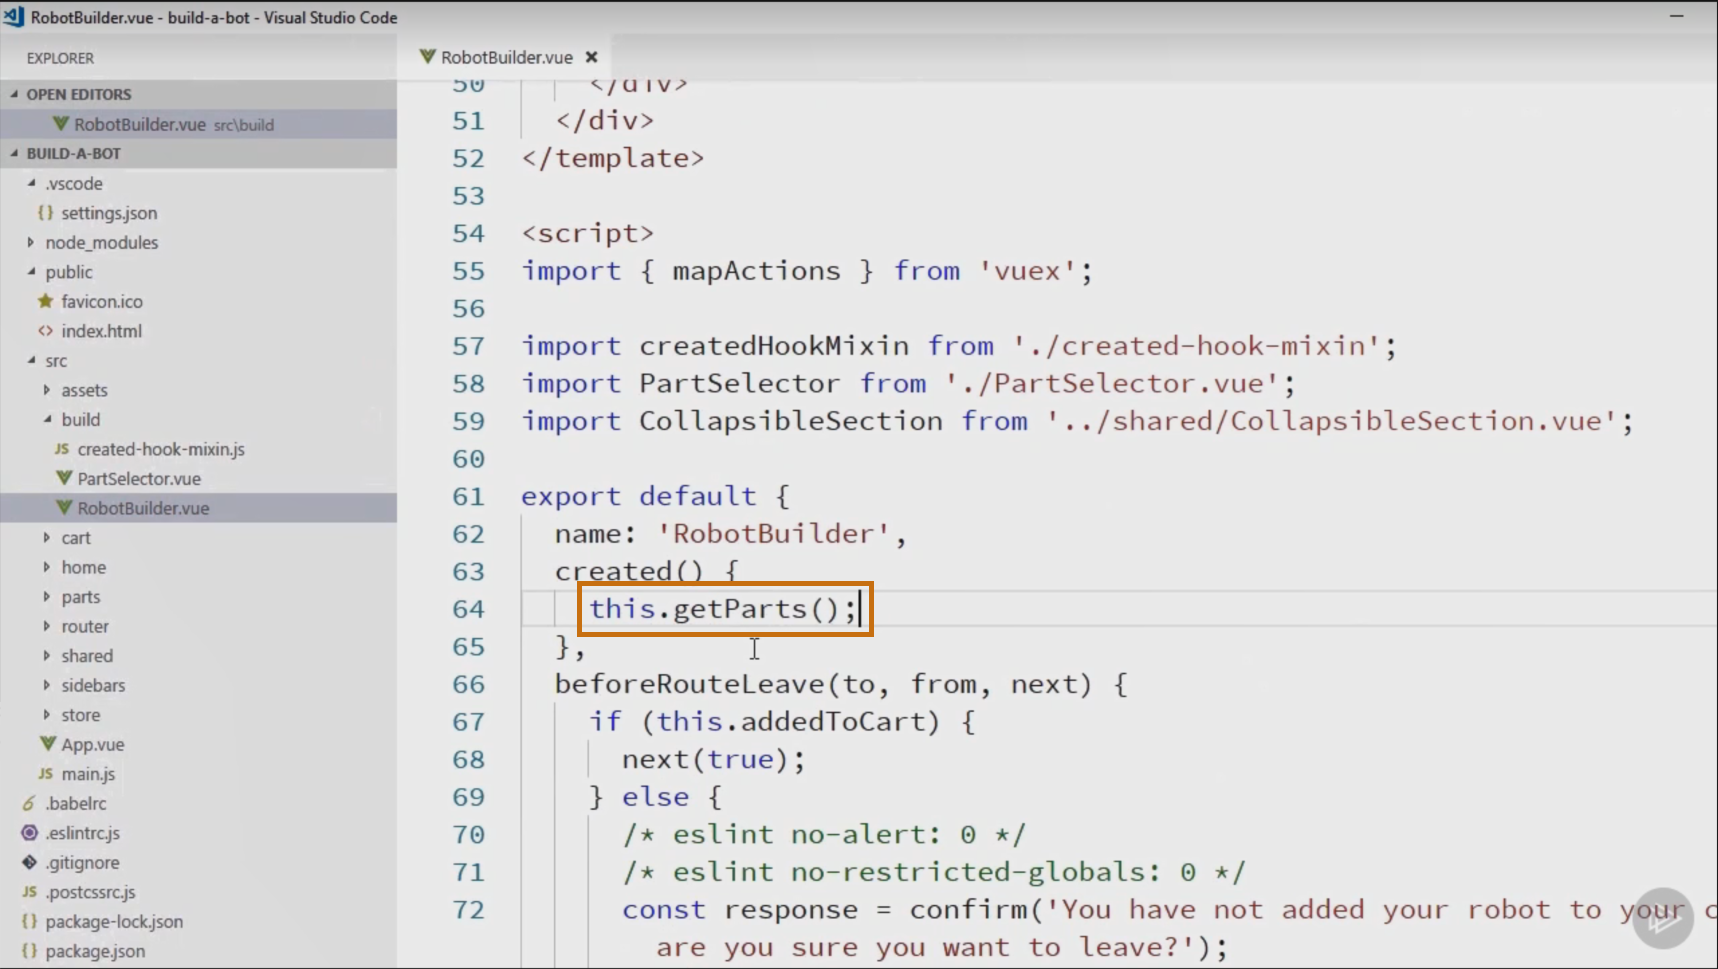 RobotBuilder.vue - build-a-bot - Visual Studio Code
EXPLORER
OPEN EDITORS
RobotBuilder.vue src\build
BUILD-A-BOT
.vscode
{} settings.json
node_modules
public
favicon.ico
<> index.html
src
assets
build
JS created-hook-mixin.js
PartSelector.vue
RobotBuilder.vue
cart
home
parts
router
shared
sidebars
store
App.vue
JS main.js
.babelrc
.eslintrc.js
.gitignore
JS .postcssrc.js
{} package-lock.json
{} package.json
RobotBuilder.vue ×
50 </div>
51 </div>
52 </template>
53
54 <script>
55 import { mapActions } from 'vuex';
56
57 import createdHookMixin from './created-hook-mixin';
58 import PartSelector from './PartSelector.vue';
59 import CollapsibleSection from '../shared/CollapsibleSection.vue';
60
61 export default {
62 name: 'RobotBuilder',
63 created() {
64 this.getParts();
65 },
66 beforeRouteLeave(to, from, next) {
67 if (this.addedToCart) {
68 next(true);
69 } else {
70 /* eslint no-alert: 0 */
71 /* eslint no-restricted-globals: 0 */
72 const response = confirm('You have not added your robot to your c
are you sure you want to leave?');